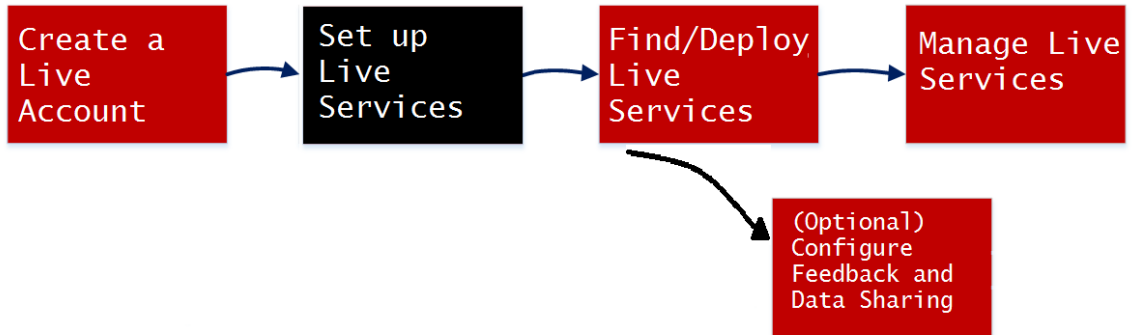 Create a
Live
Account
Set up
Live
Services
Find/Deploy
Live
Services
Manage Live
Services
(Optional)
Configure
Feedback and
Data Sharing